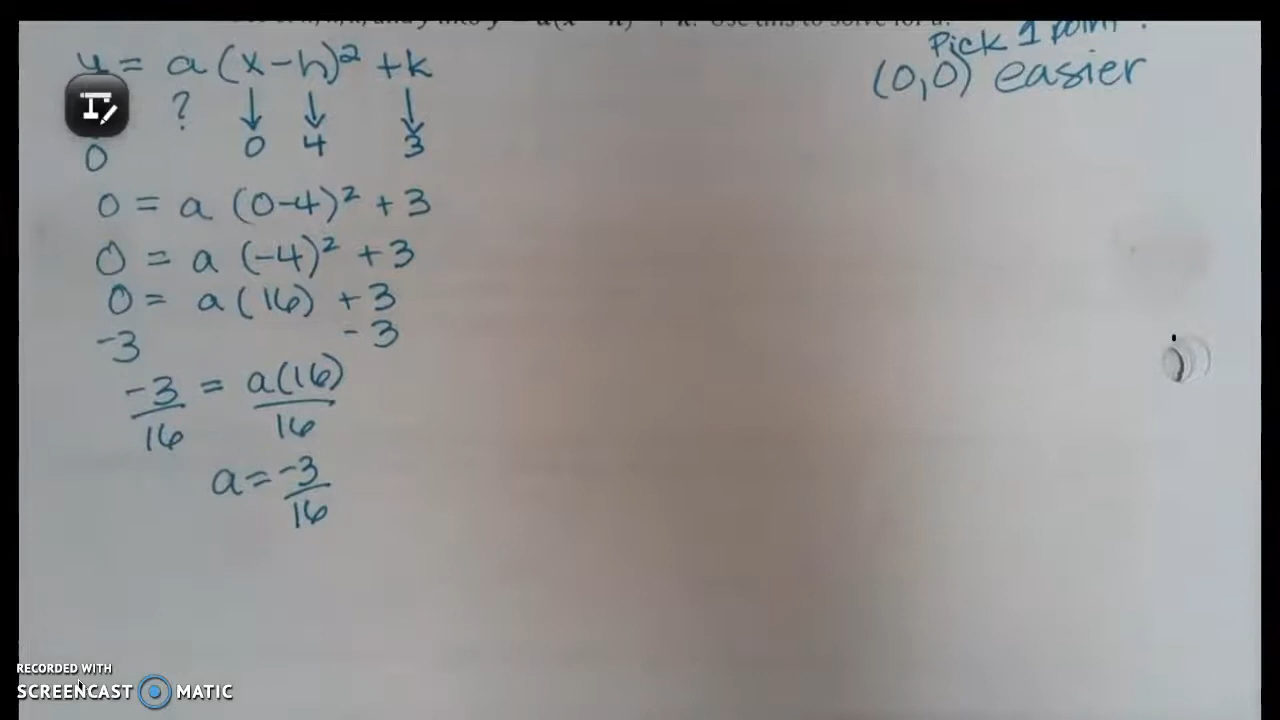 y = a(x-h)² +k
? ↓ ↓ ↓
0 0 4 3
0 = a (0-4)² + 3
0 = a (-4)² +3
0 = a (16) +3
-3 -3
-3/16 = a(16)/16
a = -3/16
Pick 1 point
(0,0) easier
RECORDED WITH
SCREENCAST MATIC